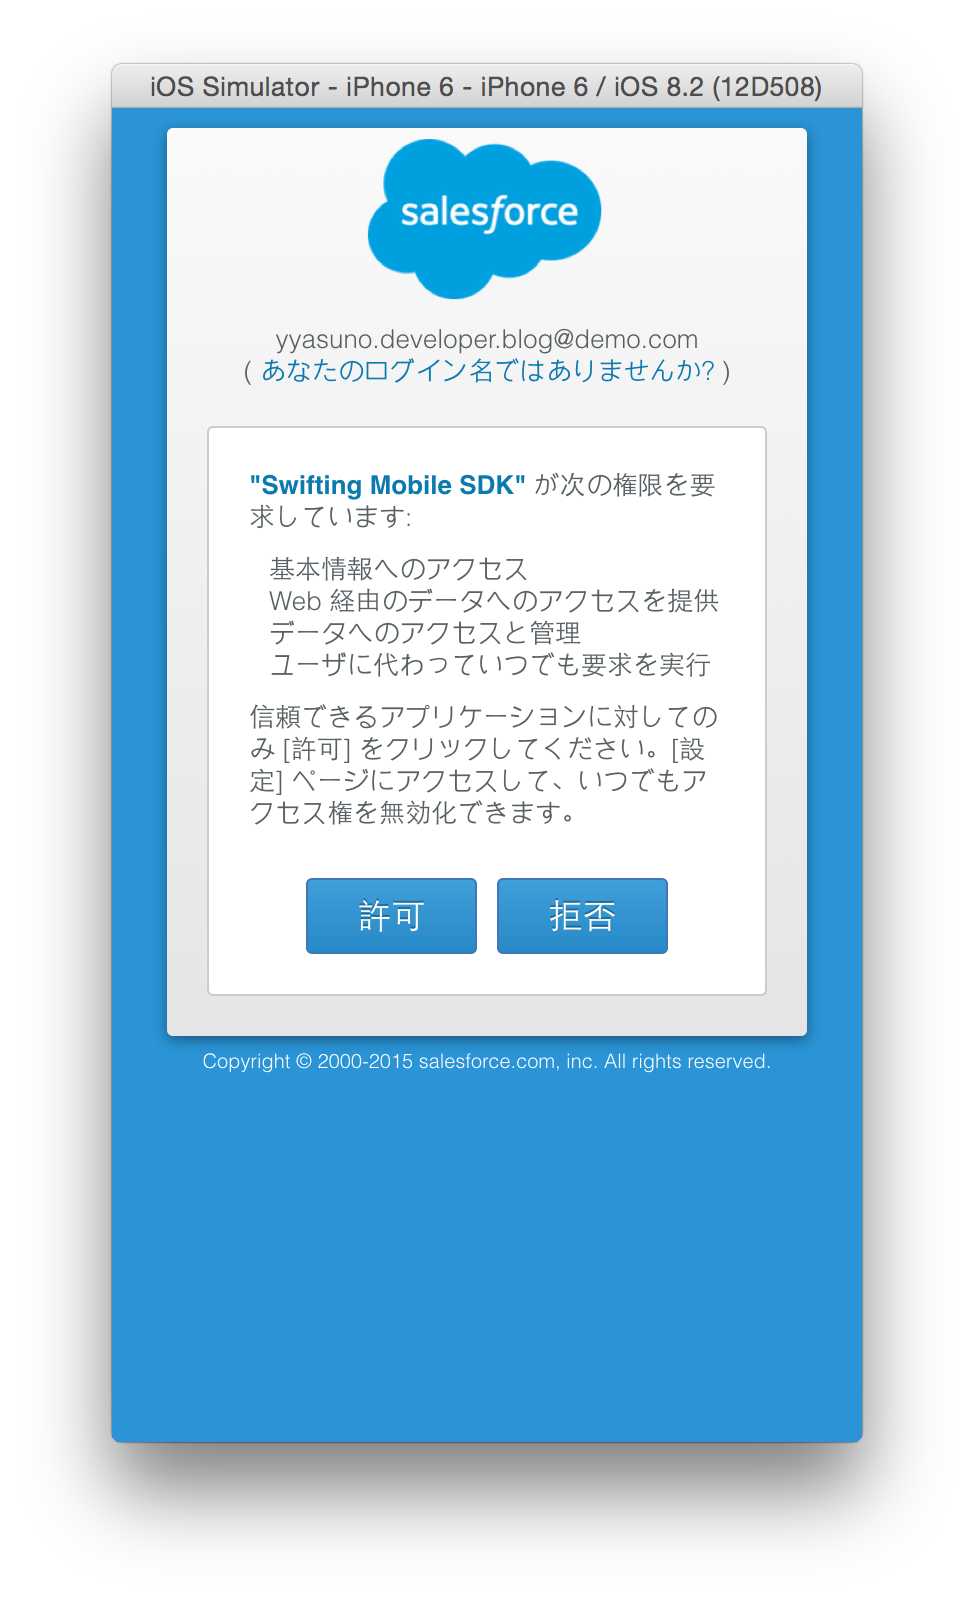 iOS Simulator - iPhone 6 - iPhone 6 / iOS 8.2 (12D508)
salesforce
yyasuno.developer.blog@demo.com
( あなたのログイン名ではありませんか? )
"Swifting Mobile SDK" が次の権限を要
求しています:
基本情報へのアクセス
Web 経由のデータへのアクセスを提供
データへのアクセスと管理
ユーザに代わっていつでも要求を実行
信頼できるアプリケーションに対しての
み [許可] をクリックしてください。[設
定] ページにアクセスして、いつでもア
クセス権を無効化できます。
許可
拒否
Copyright © 2000-2015 salesforce.com, inc. All rights reserved.